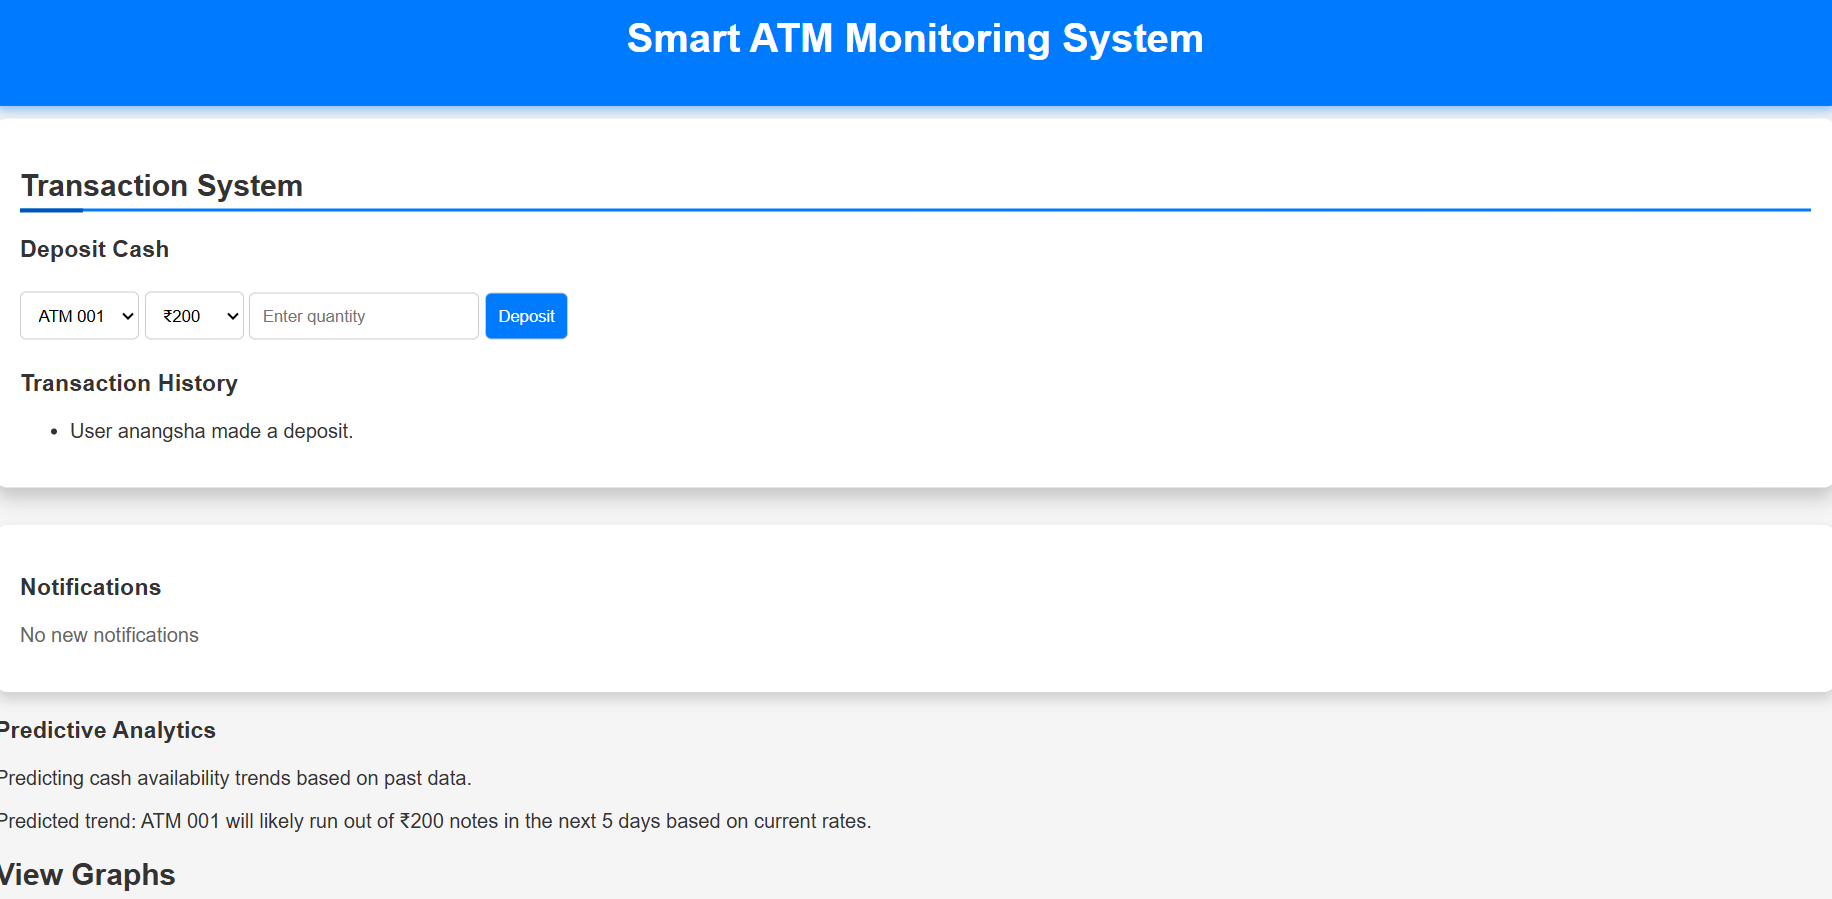 Smart ATM Monitoring System
Transaction System
Deposit Cash
ATM 001 ₹200 Enter quantity Deposit
Transaction History
• User anangsha made a deposit.
Notifications
No new notifications
Predictive Analytics
Predicting cash availability trends based on past data.
Predicted trend: ATM 001 will likely run out of ₹200 notes in the next 5 days based on current rates.
View Graphs